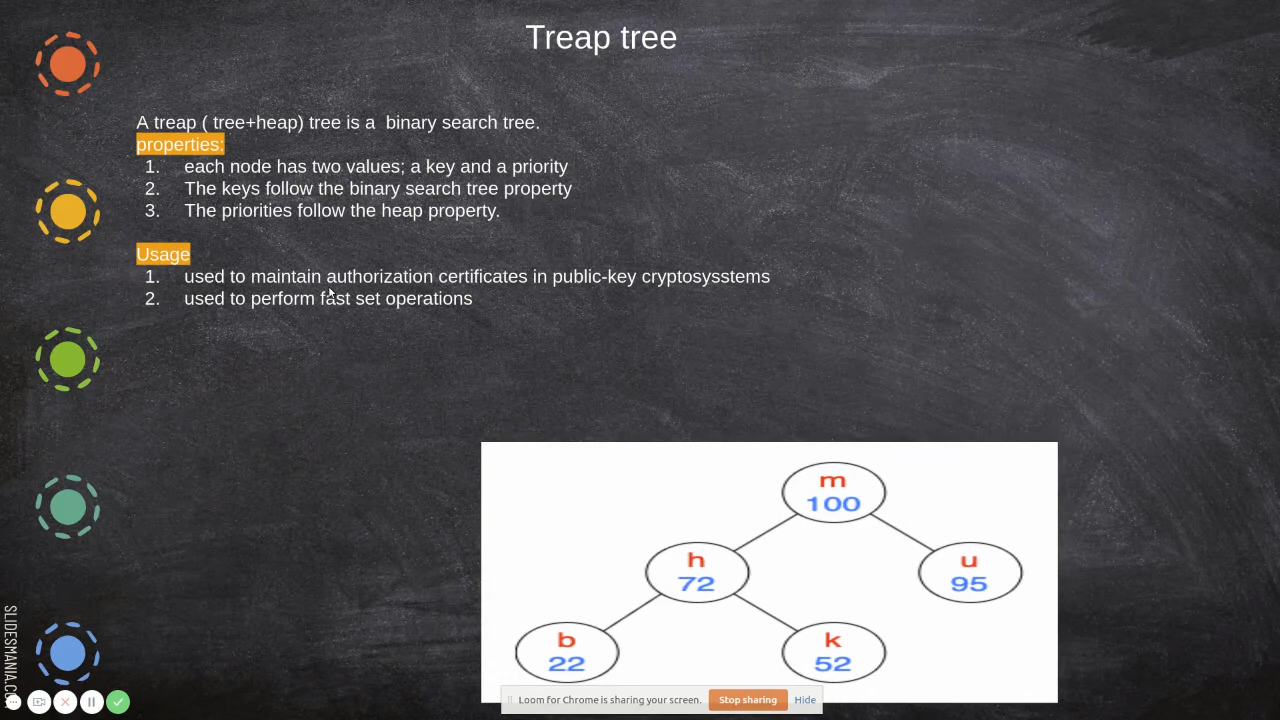 Treap tree
A treap ( tree+heap) tree is a  binary search tree.
properties:
1. each node has two values; a key and a priority
2. The keys follow the binary search tree property
3. The priorities follow the heap property.
Usage
1. used to maintain authorization certificates in public-key cryptosysstems
2. used to perform fast set operations
m
100
h
72
u
95
b
22
k
52
SLIDESMANIA.C
Loom for Chrome is sharing your screen. Stop sharing Hide